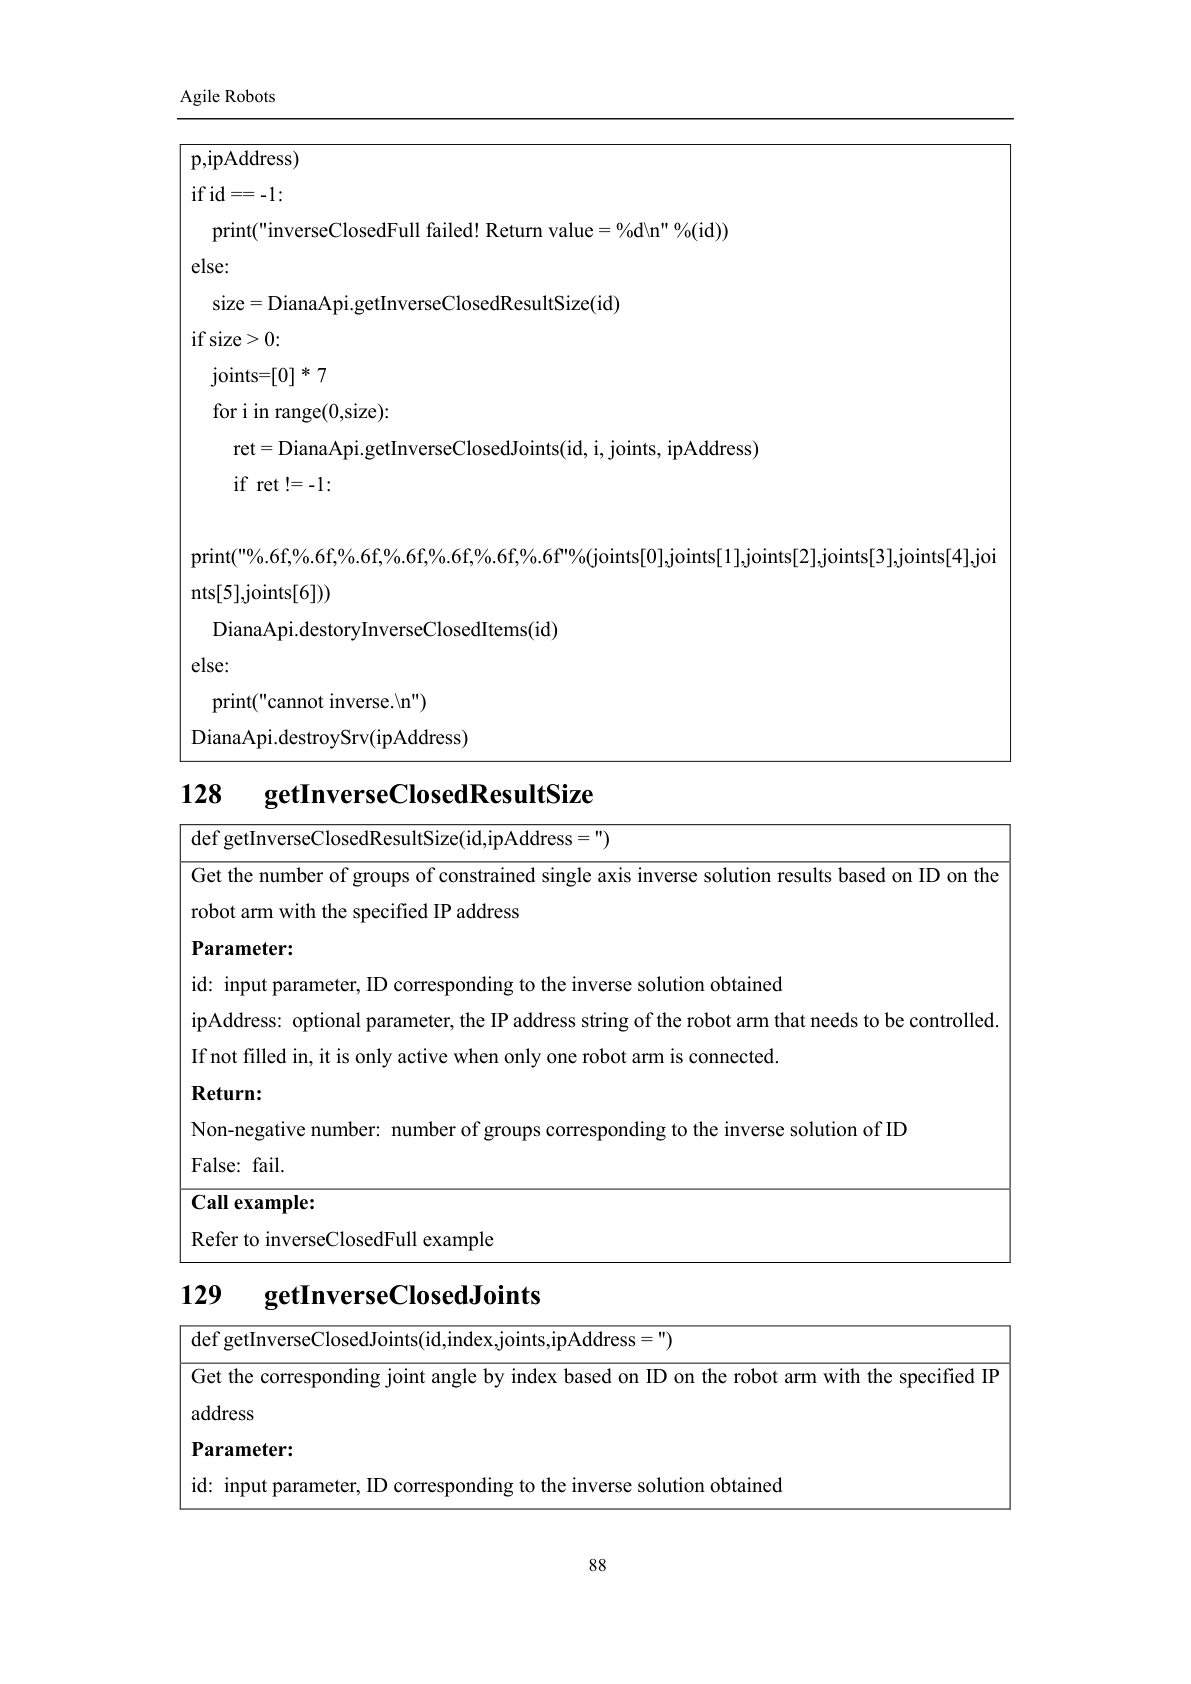 Agile Robots
p,ipAddress)
if id == -1:
    print("inverseClosedFull failed! Return value = %d\n" %(id))
else:
    size = DianaApi.getInverseClosedResultSize(id)
if size > 0:
    joints=[0] * 7
    for i in range(0,size):
        ret = DianaApi.getInverseClosedJoints(id, i, joints, ipAddress)
        if  ret != -1:
print("%.6f,%.6f,%.6f,%.6f,%.6f,%.6f,%.6f"%(joints[0],joints[1],joints[2],joints[3],joints[4],joi
nts[5],joints[6]))
    DianaApi.destoryInverseClosedItems(id)
else:
    print("cannot inverse.\n")
DianaApi.destroySrv(ipAddress)
128 getInverseClosedResultSize
def getInverseClosedResultSize(id,ipAddress = '')
Get the number of groups of constrained single axis inverse solution results based on ID on the
robot arm with the specified IP address
Parameter:
id:  input parameter, ID corresponding to the inverse solution obtained
ipAddress:  optional parameter, the IP address string of the robot arm that needs to be controlled.
If not filled in, it is only active when only one robot arm is connected.
Return:
Non-negative number:  number of groups corresponding to the inverse solution of ID
False:  fail.
Call example:
Refer to inverseClosedFull example
129 getInverseClosedJoints
def getInverseClosedJoints(id,index,joints,ipAddress = '')
Get the corresponding joint angle by index based on ID on the robot arm with the specified IP
address
Parameter:
id:  input parameter, ID corresponding to the inverse solution obtained
88